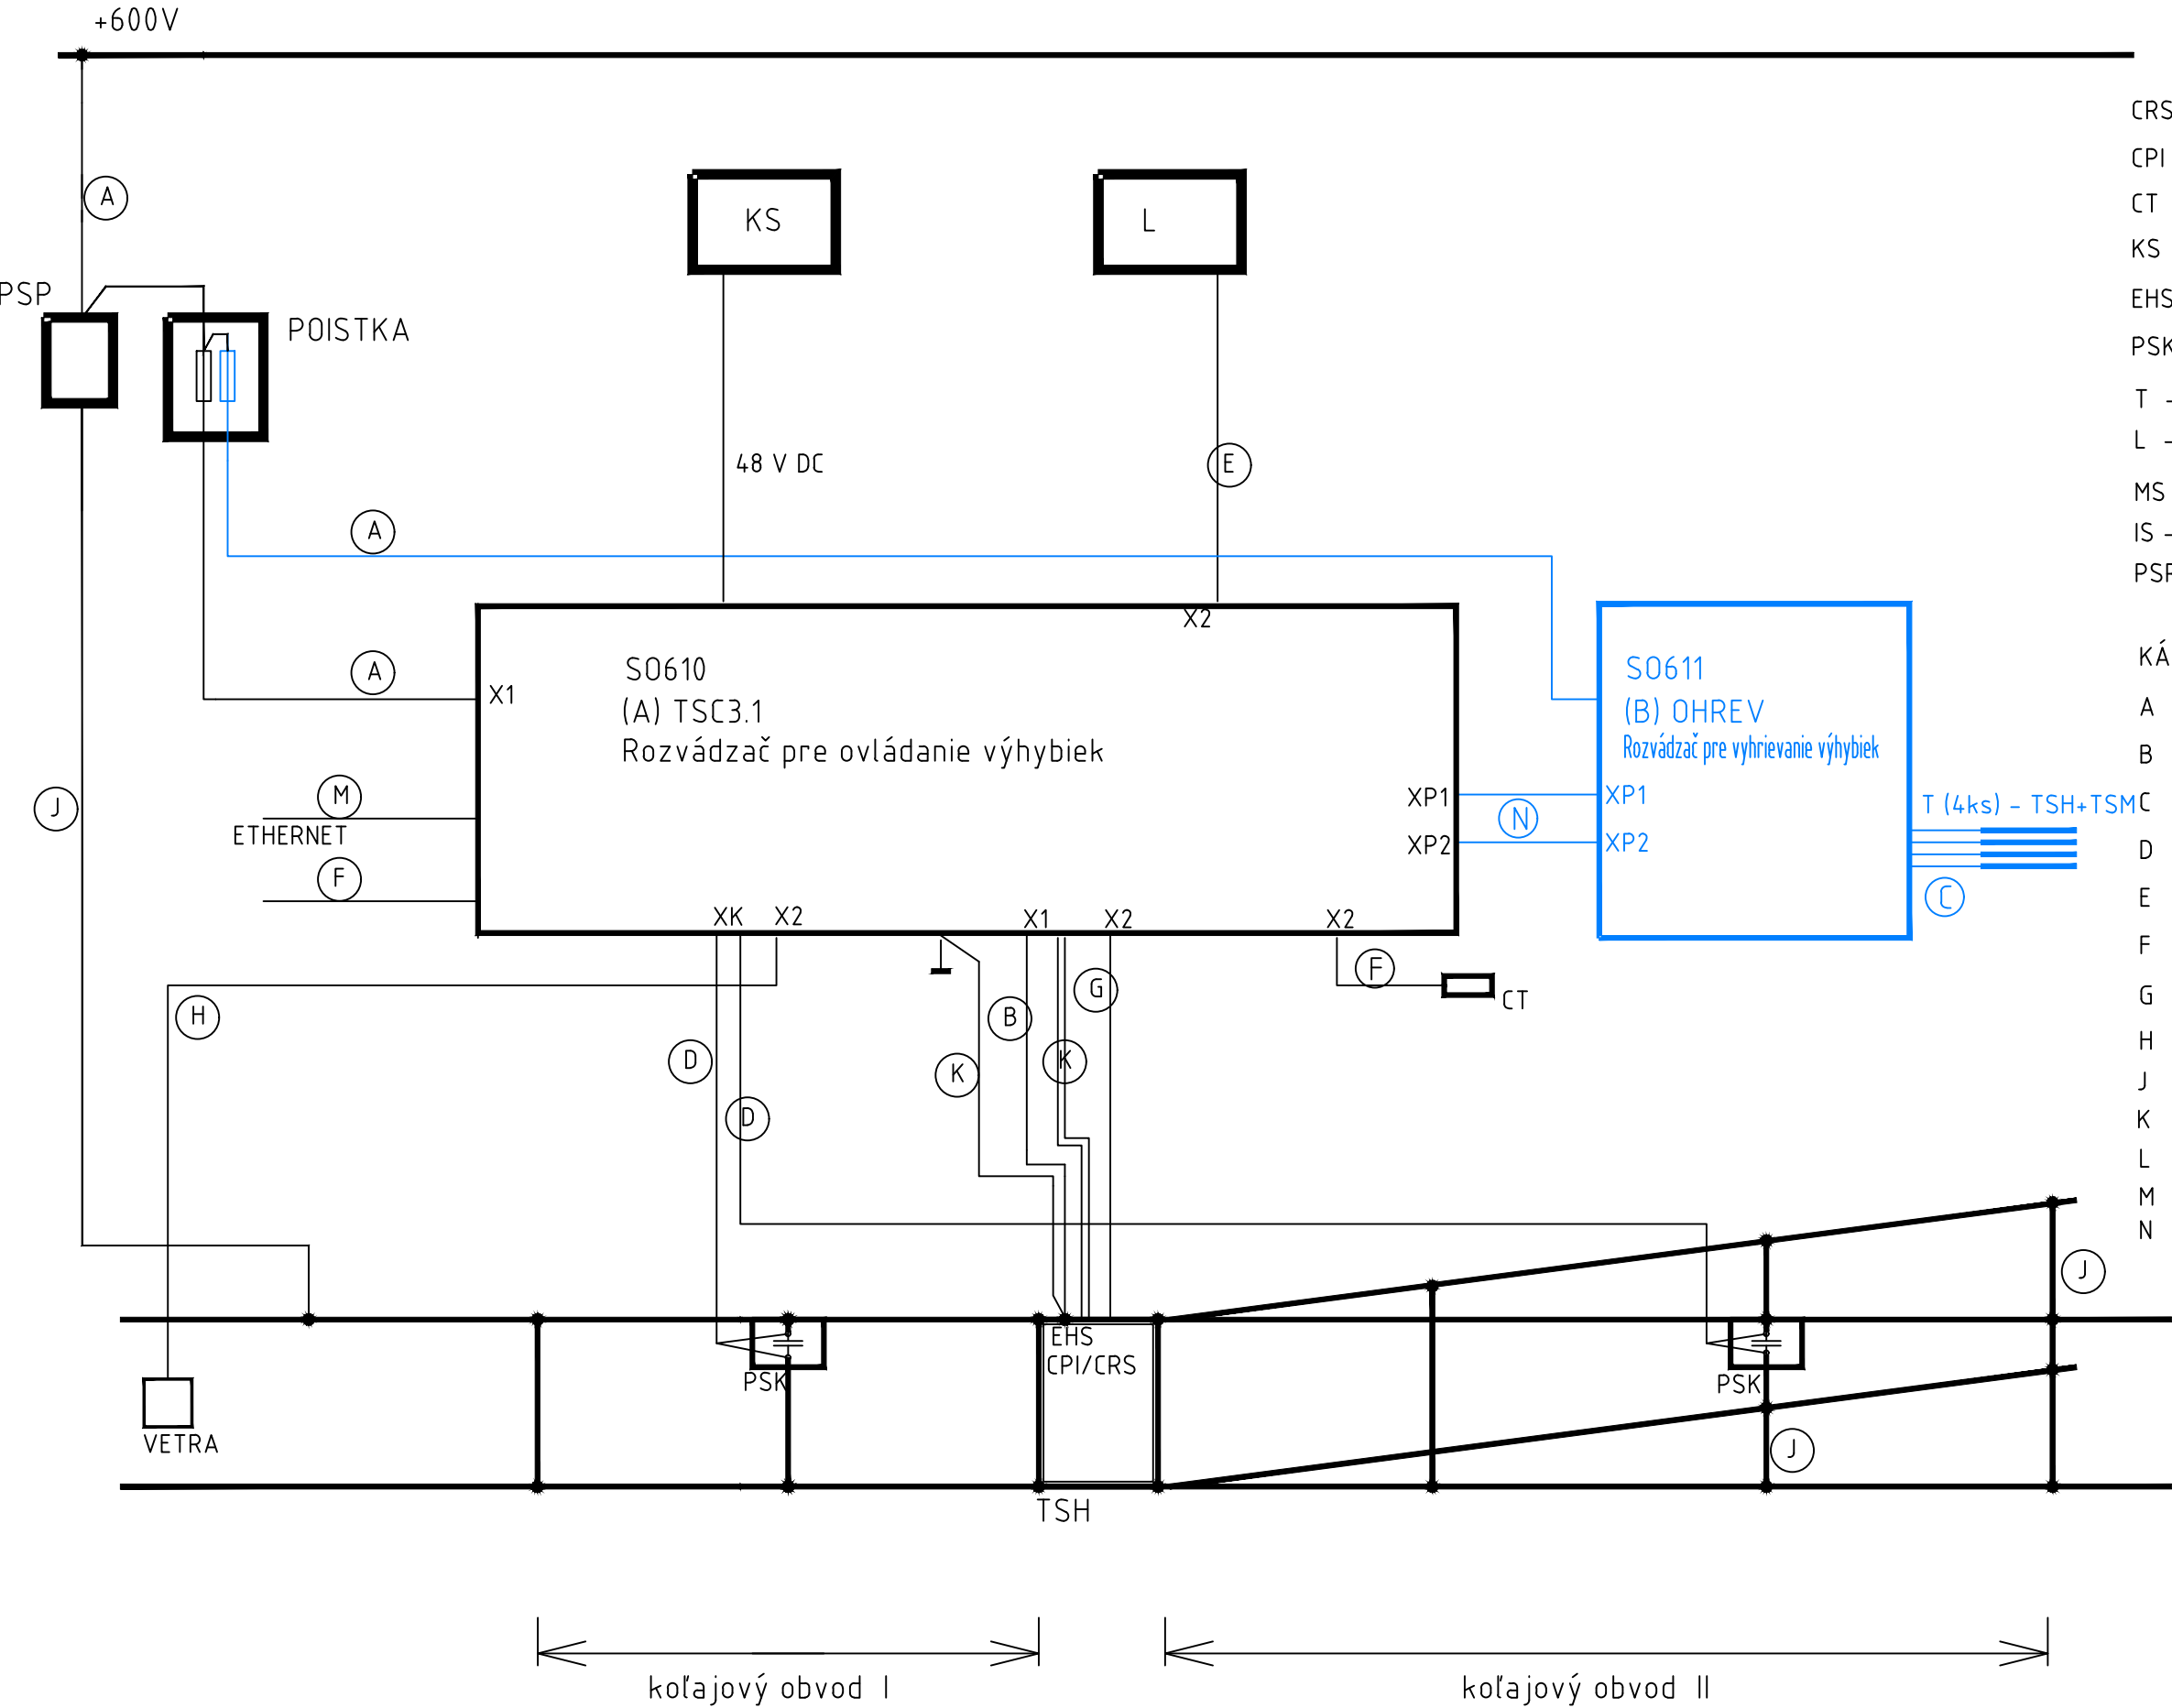 +600V
CRS
CPI
CT
KS
EHS
PSK
T -
L -
MS
IS -
PSP
KÁ
A
B
C
D
E
F
G
H
J
K
L
M
N
A
KS
L
PSP
POISTKA
48 V DC
E
A
A
X1
X2
SO610
(A) TSC3.1
Rozvádzač pre ovládanie výhybiek
SO611
(B) OHREV
Rozvádzač pre vyhrievanie výhybiek
J
M
ETHERNET
F
XP1
XP2
N
XP1
XP2
T (4ks) - TSH+TSM
C
XK
X2
X1
X2
X2
F
CT
H
D
D
K
B
K
G
J
EHS
CPI/CRS
PSK
PSK
VETRA
J
TSH
koľajový obvod I
koľajový obvod II